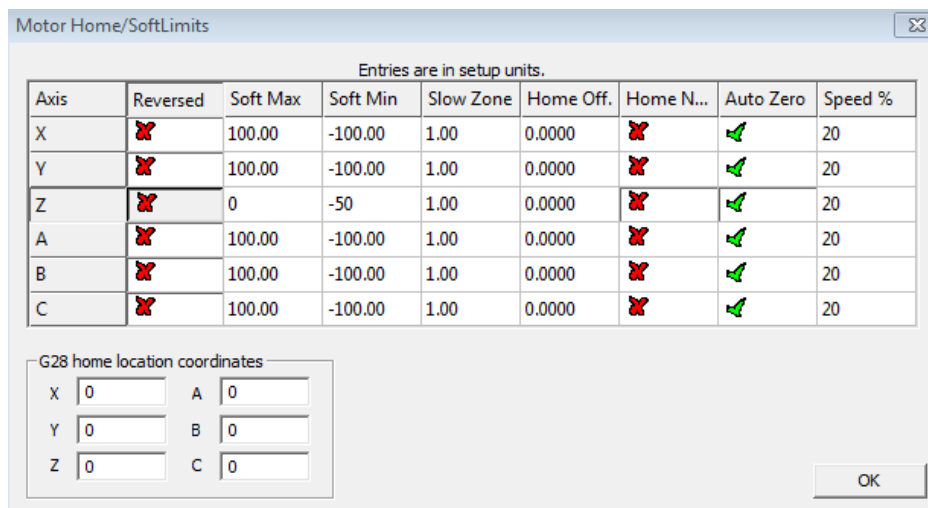 Motor Home/SoftLimits
Entries are in setup units.
Axis Reversed Soft Max Soft Min Slow Zone Home Off. Home N... Auto Zero Speed %
X 100.00 -100.00 1.00 0.0000 20
Y 100.00 -100.00 1.00 0.0000 20
Z 0 -50 1.00 0.0000 20
A 100.00 -100.00 1.00 0.0000 20
B 100.00 -100.00 1.00 0.0000 20
C 100.00 -100.00 1.00 0.0000 20
G28 home location coordinates
X 0 A 0
Y 0 B 0
Z 0 C 0
OK